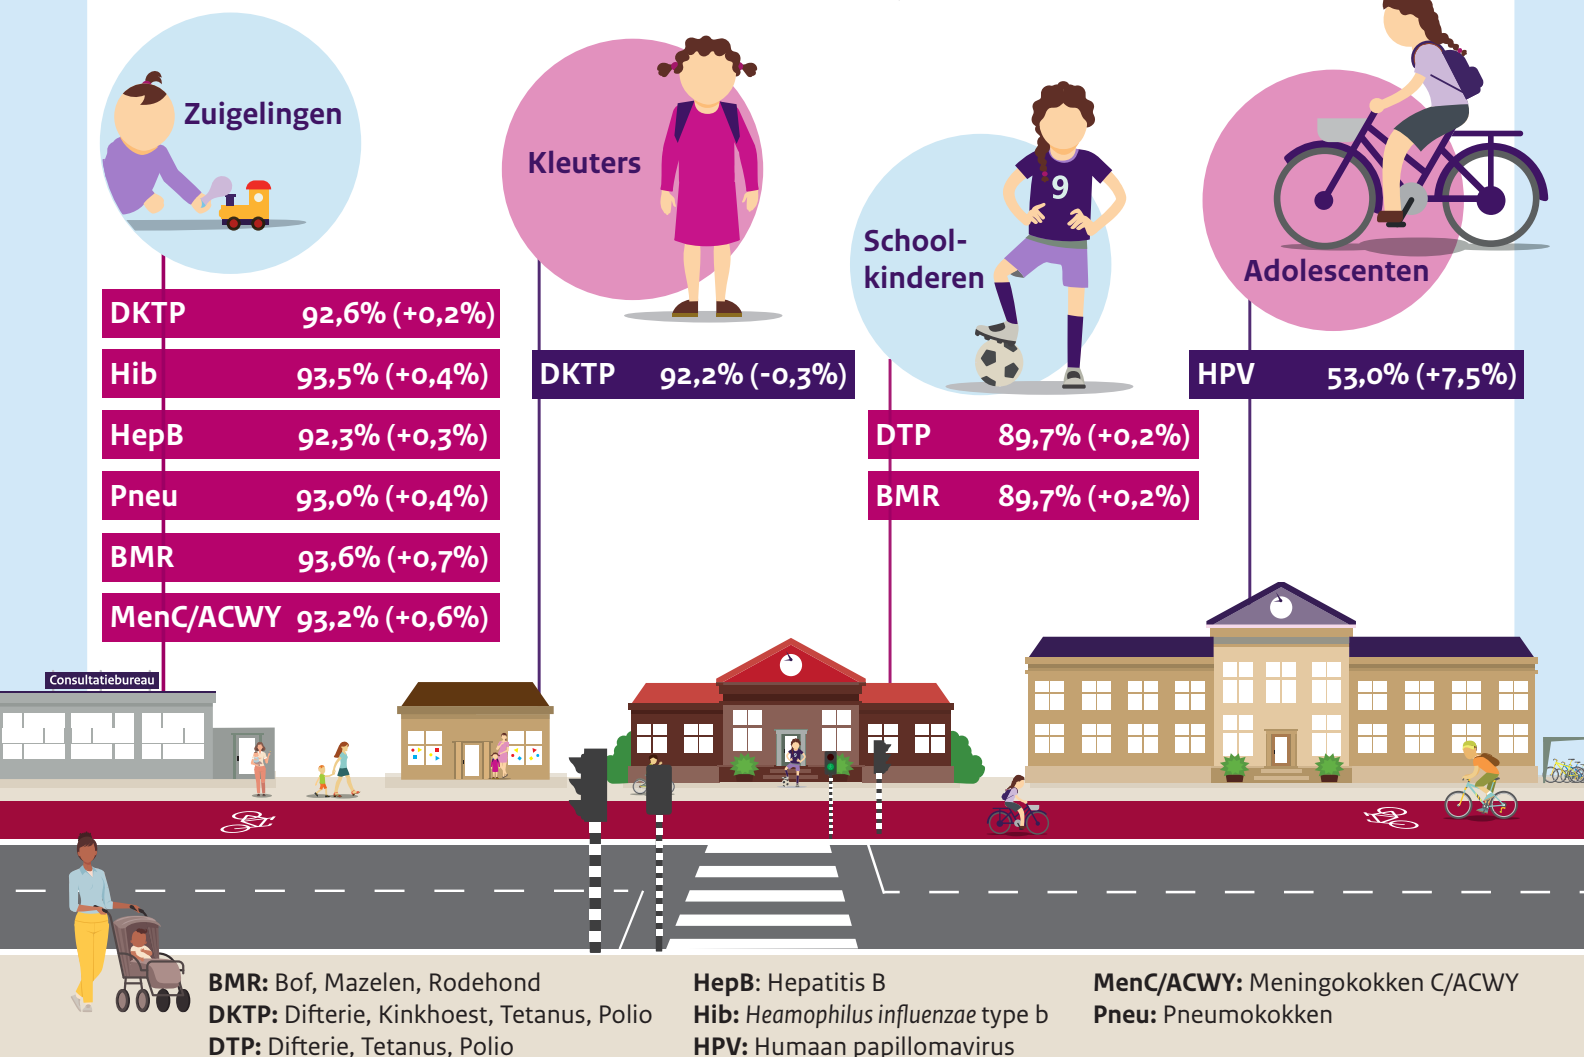 Zuigelingen
DKTP 92,6% (+0,2%)
Hib 93,5% (+0,4%)
HepB 92,3% (+0,3%)
Pneu 93,0% (+0,4%)
BMR 93,6% (+0,7%)
MenC/ACWY 93,2% (+0,6%)
Kleuters
DKTP 92,2% (-0,3%)
9
School-
kinderen
DTP 89,7% (+0,2%)
BMR 89,7% (+0,2%)
Adolescenten
HPV 53,0% (+7,5%)
Consultatiebureau
BMR: Bof, Mazelen, Rodehond
DKTP: Difterie, Kinkhoest, Tetanus, Polio
DTP: Difterie, Tetanus, Polio
HepB: Hepatitis B
Hib: Heamophilus influenzae type b
HPV: Humaan papillomavirus
MenC/ACWY: Meningokokken C/ACWY
Pneu: Pneumokokken